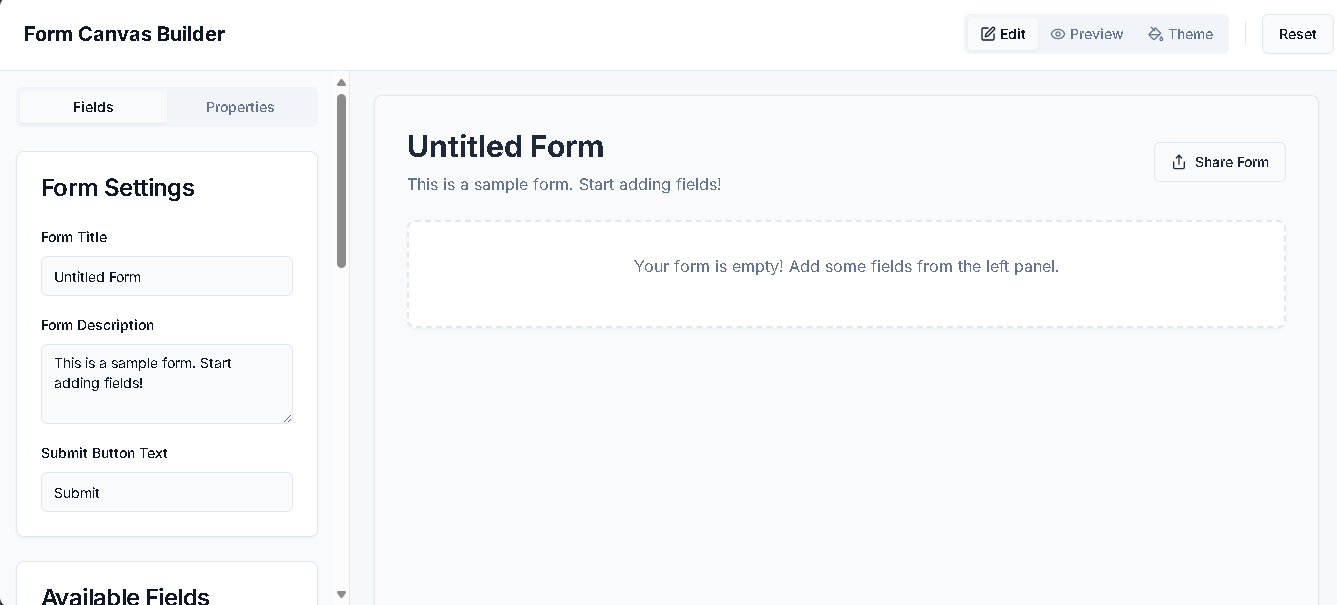 Form Canvas Builder
Edit
Preview
Theme
Reset
Fields
Properties
Form Settings
Form Title
Untitled Form
Form Description
This is a sample form. Start
adding fields!
Submit Button Text
Submit
Available Fields
Untitled Form
This is a sample form. Start adding fields!
Share Form
Your form is empty! Add some fields from the left panel.